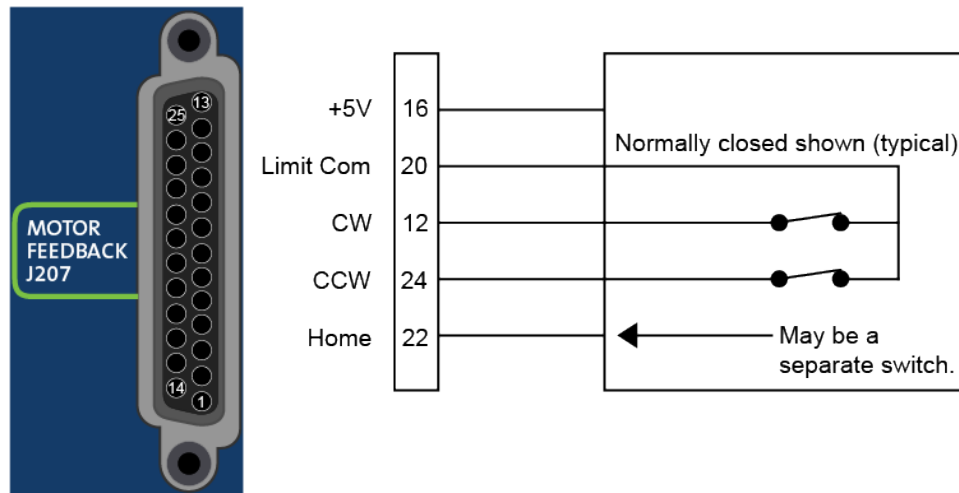 25
13
MOTOR
FEEDBACK
J207
14
1
+5V 16
Limit Com 20
CW 12
CCW 24
Home 22
Normally closed shown (typical)
May be a
separate switch.